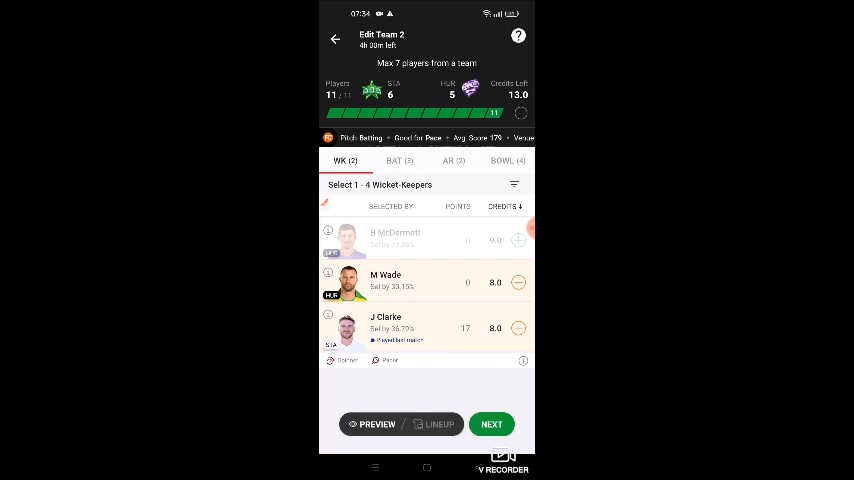 07:34
Edit Team 2
4h 00m left
?
Max 7 players from a team
Players STA HUR Credits Left
11 / 11 6 5 13.0
11
Pitch Batting • Good for Pace • Avg. Score 179 • Venue
WK (2) BAT (3) AR (2) BOWL (4)
Select 1 - 4 Wicket-Keepers
SELECTED BY POINTS CREDITS ↓
B McDermott
0 9.0
HUR
M Wade
Sel by 30.15%
0 8.0
HUR
J Clarke
Sel by 36.79%
17 8.0
Played last match
STA
Spinner Pacer
PREVIEW / LINEUP NEXT
V RECORDER